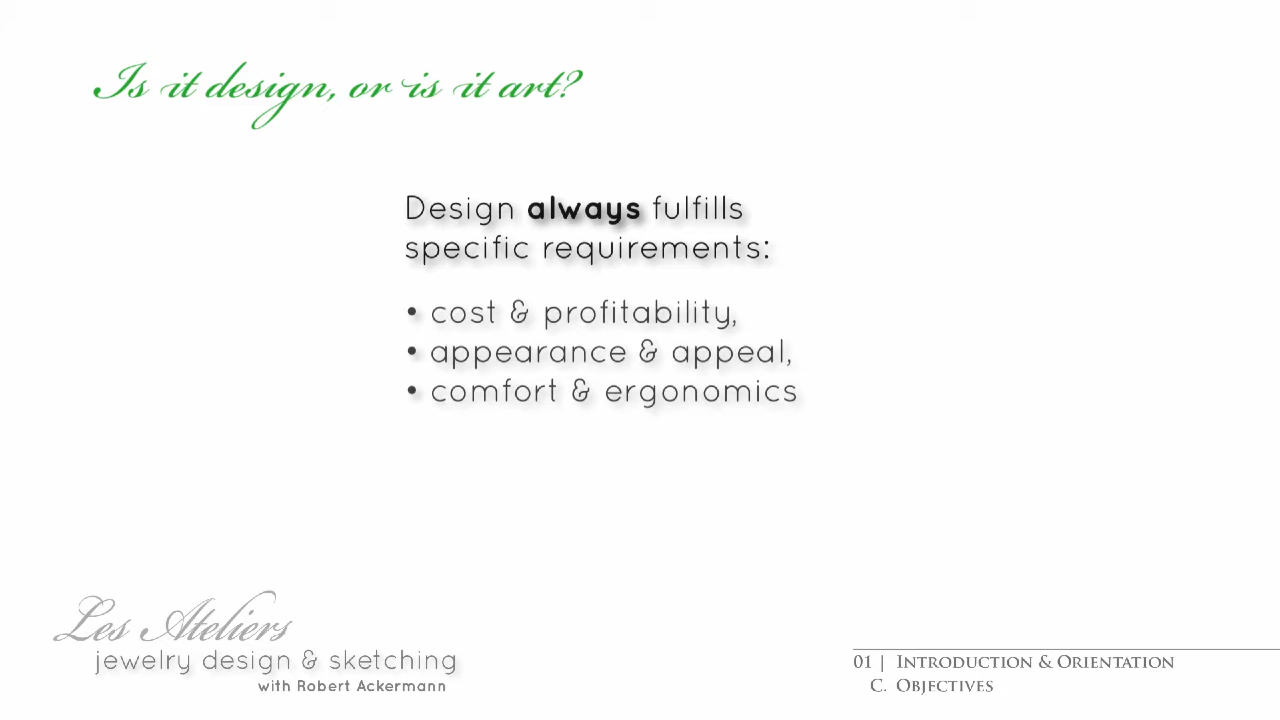 Is it design, or is it art?
Design always fulfills
specific requirements:
• cost & profitability,
• appearance & appeal,
• comfort & ergonomics
Les Ateliers
jewelry design & sketching
with Robert Ackermann
01 | Introduction & Orientation
C. Objectives